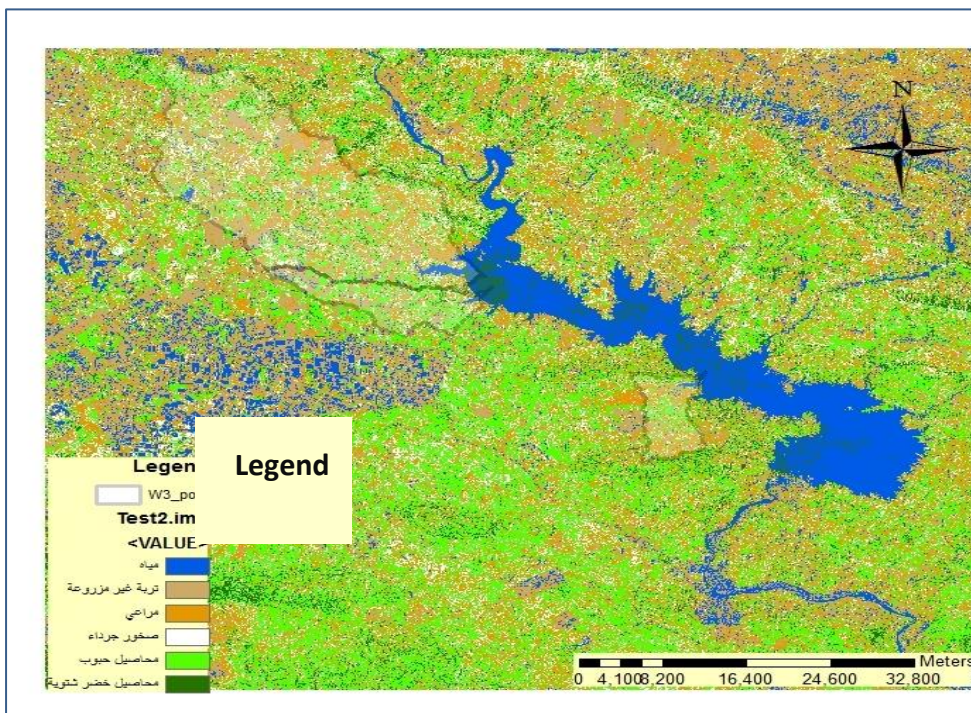 N
Legend
Legen
W3_po
Test2.im
<VALUE>
مياه
تربة غير مزروعة
مراعي
صخور جرداء
محاصيل حبوب
محاصيل خضر شتوية
Meters
0 4,100 8,200 16,400 24,600 32,800